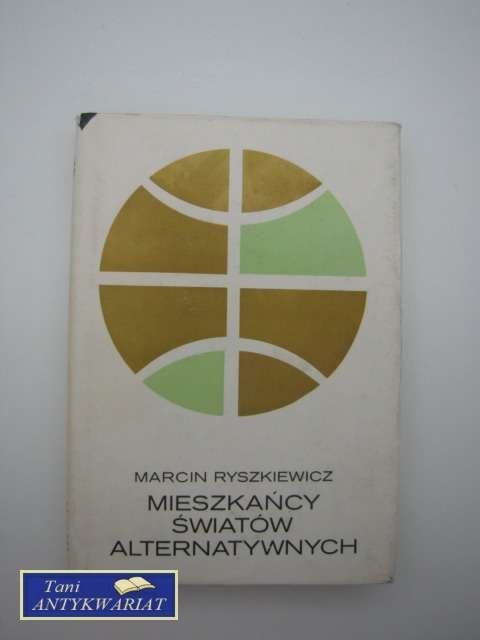 MARCIN RYSZKIEWICZ
MIESZKAŃCY
ŚWIATÓW
ALTERNATYWNYCH
Tani
ANTYKWARIAT